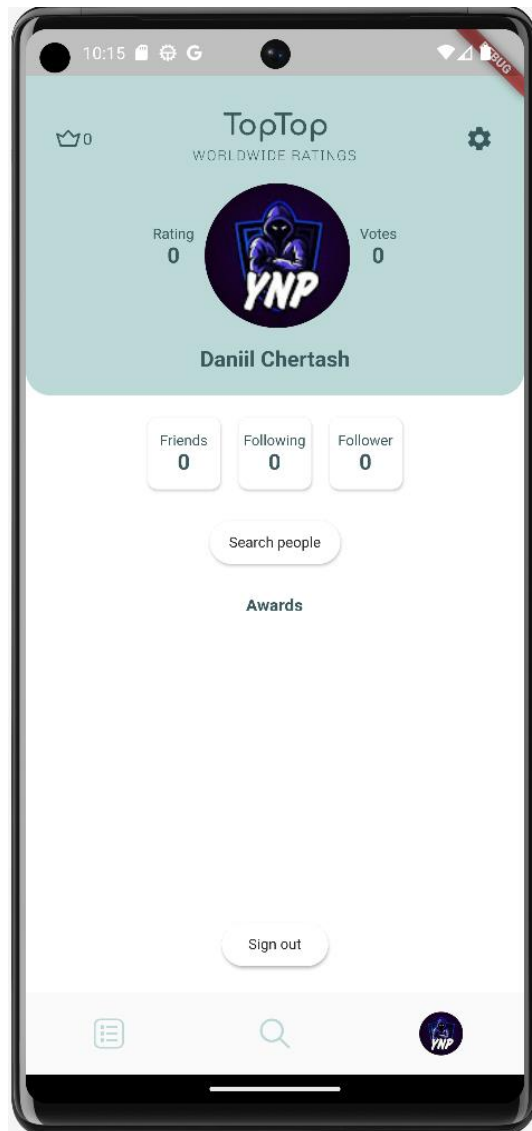 10:15 G
DEBUG
0
TopTop
WORLDWIDE RATINGS
Rating
0
YNP
Votes
0
Daniil Chertash
Friends
0
Following
0
Follower
0
Search people
Awards
Sign out
YNP